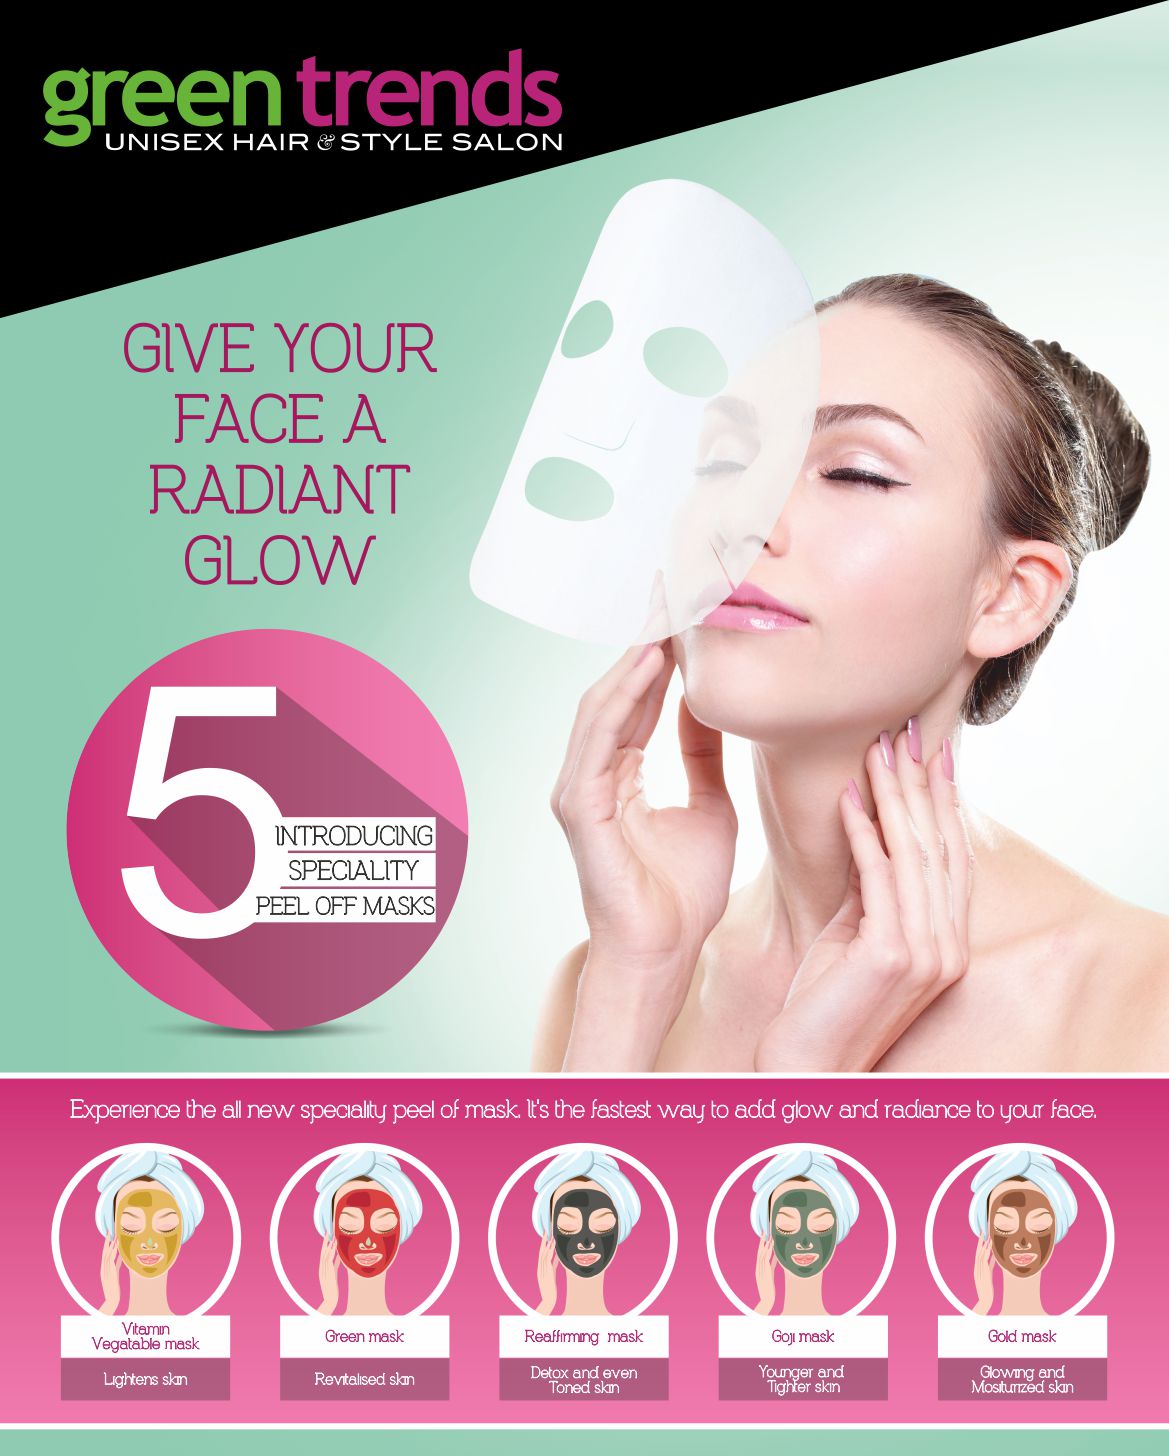 green trends
UNISEX HAIR & STYLE SALON
GIVE YOUR
FACE A
RADIANT
GLOW
5
INTRODUCING
SPECIALITY
PEEL OFF MASKS
Experience the all new speciality peel of mask. It's the fastest way to add glow and radiance to your face.
Vitamin
Vegatable mask
Lightens skin
Green mask
Revitalised skin
Reaffirming mask
Detox and even
Toned skin
Goji mask
Younger and
Tighter skin
Gold mask
Glowing and
Mositurized skin